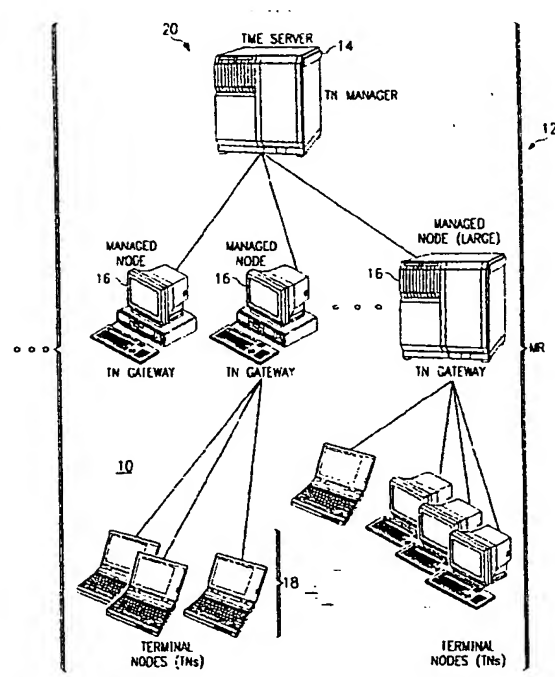 20
TME SERVER
14
TN MANAGER
12
MANAGED
NODE
16
MANAGED
NODE
16
MANAGED
NODE (LARGE)
16
TN GATEWAY
TN GATEWAY
TN GATEWAY
MR
10
18
TERMINAL
NODES (TNs)
TERMINAL
NODES (TNs)